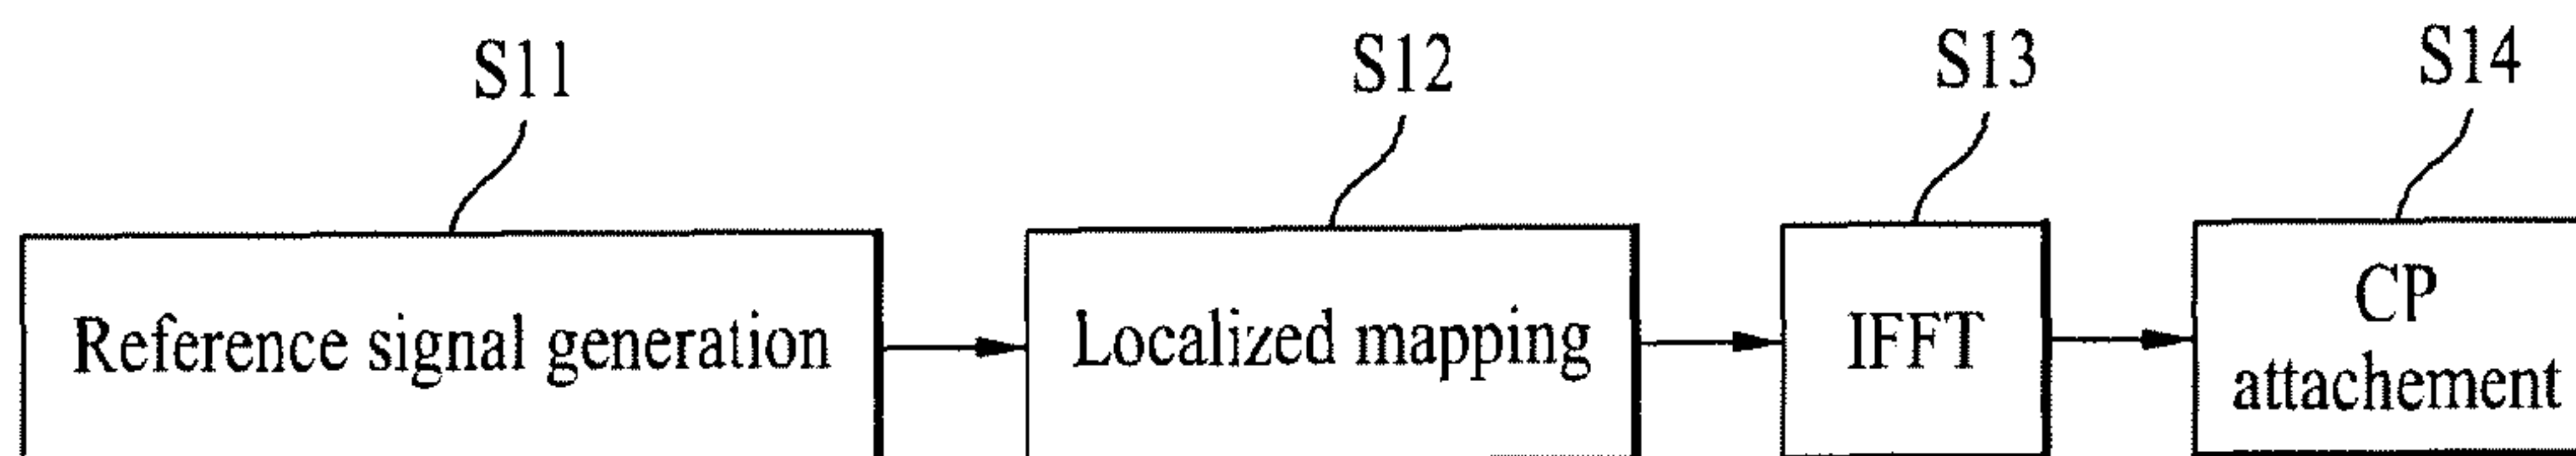 S11
S12
S13
S14
Reference signal generation
Localized mapping
IFFT
CP
attachement